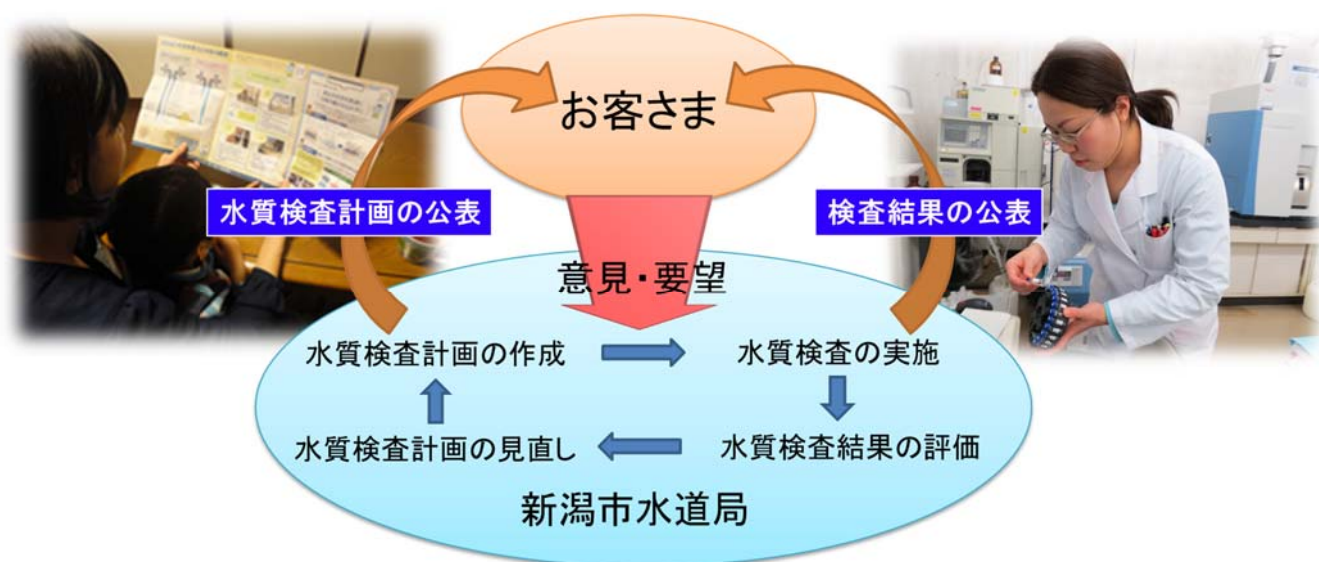 お客さま
水質検査計画の公表
検査結果の公表
意見・要望
水質検査計画の作成
水質検査の実施
水質検査計画の見直し
水質検査結果の評価
新潟市水道局